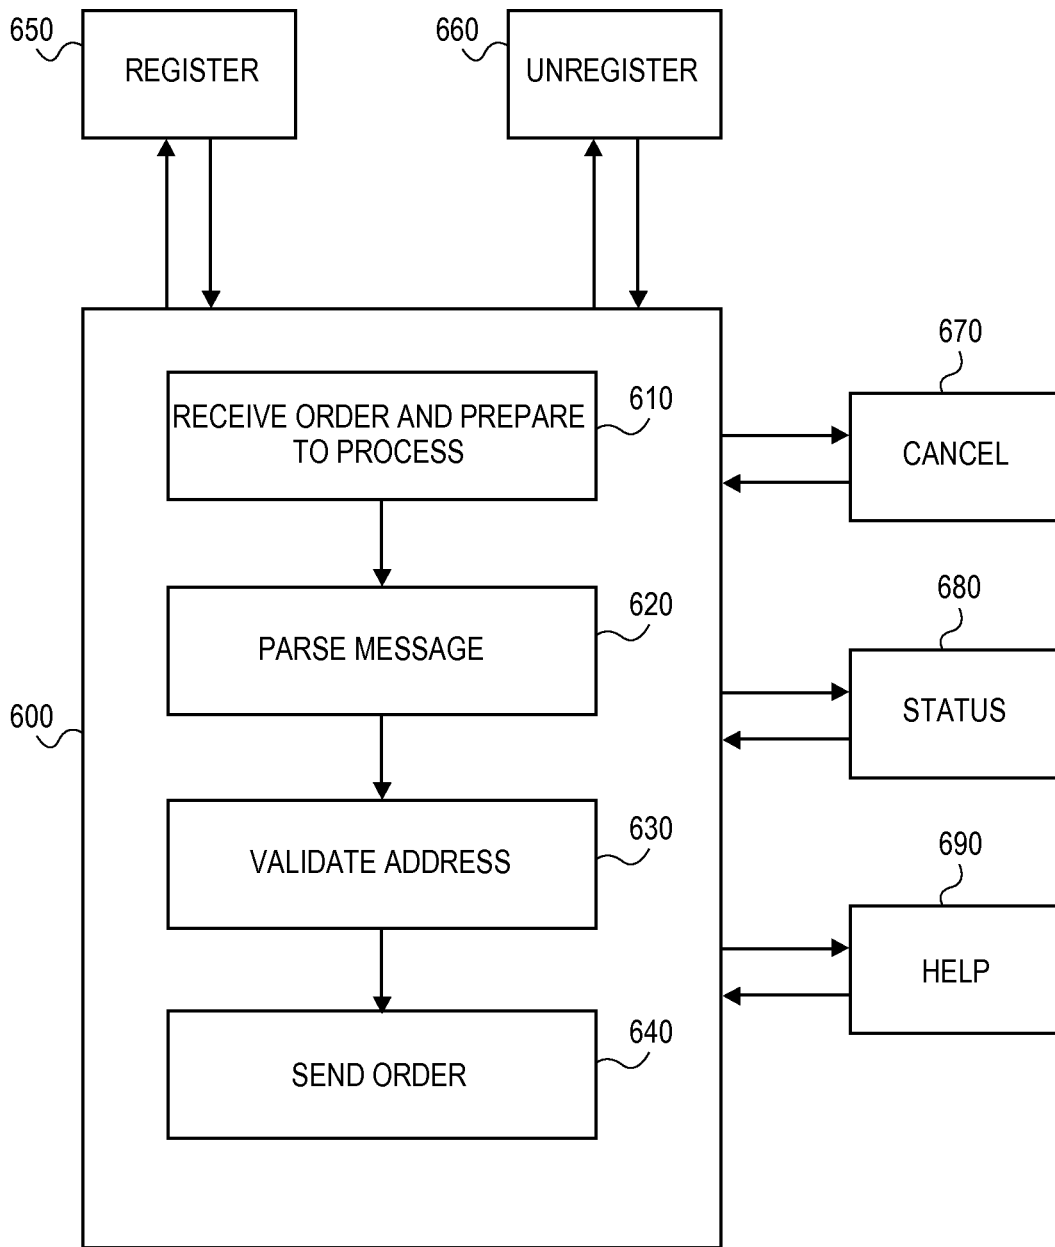 650
REGISTER
660
UNREGISTER
670
CANCEL
610
RECEIVE ORDER AND PREPARE
TO PROCESS
680
STATUS
620
PARSE MESSAGE
600
630
VALIDATE ADDRESS
690
HELP
640
SEND ORDER